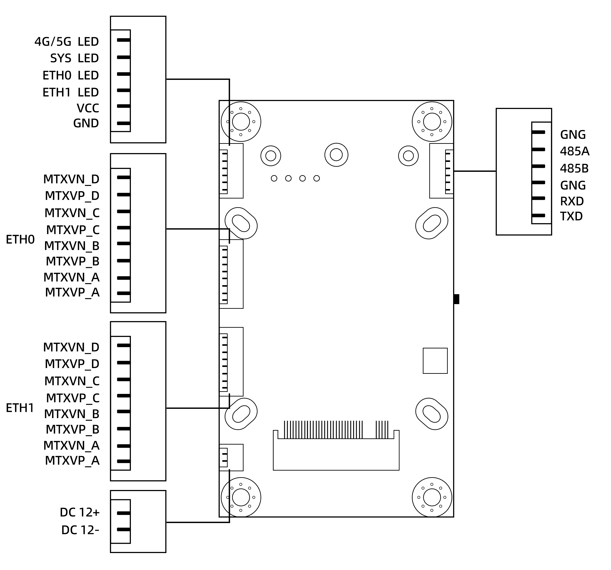 4G/5G LED
SYS LED
ETH0 LED
ETH1 LED
VCC
GND
ETH0
MTXVN_D
MTXVP_D
MTXVN_C
MTXVP_C
MTXVN_B
MTXVP_B
MTXVN_A
MTXVP_A
ETH1
MTXVN_D
MTXVP_D
MTXVN_C
MTXVP_C
MTXVN_B
MTXVP_B
MTXVN_A
MTXVP_A
DC 12+
DC 12-
GNG
485A
485B
GNG
RXD
TXD